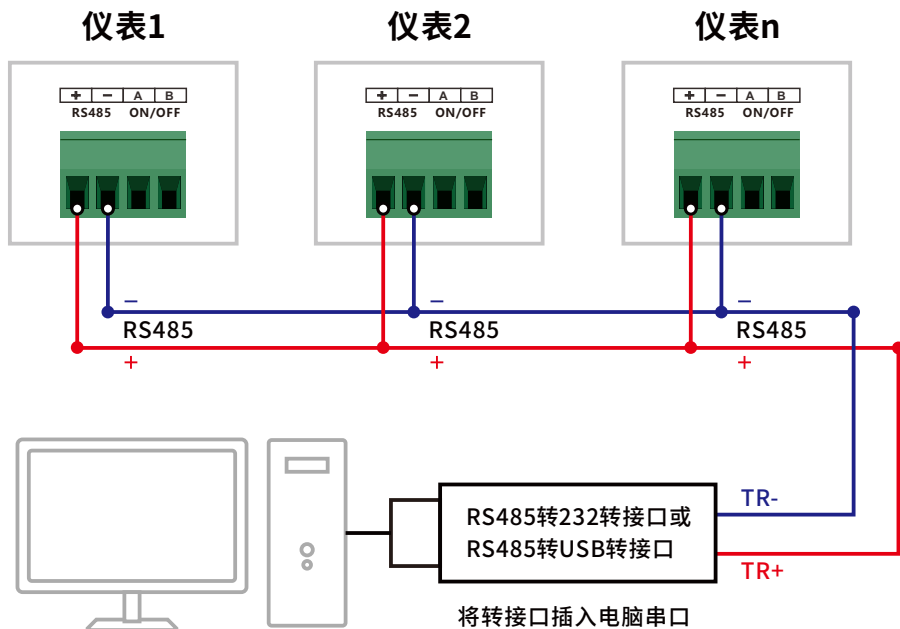 仪表1 仪表2 仪表n
+ − A B + − A B + − A B
RS485 ON/OFF RS485 ON/OFF RS485 ON/OFF
− − −
RS485 RS485 RS485
+ + +
TR-
RS485转232转接口或
RS485转USB转接口
TR+
将转接口插入电脑串口